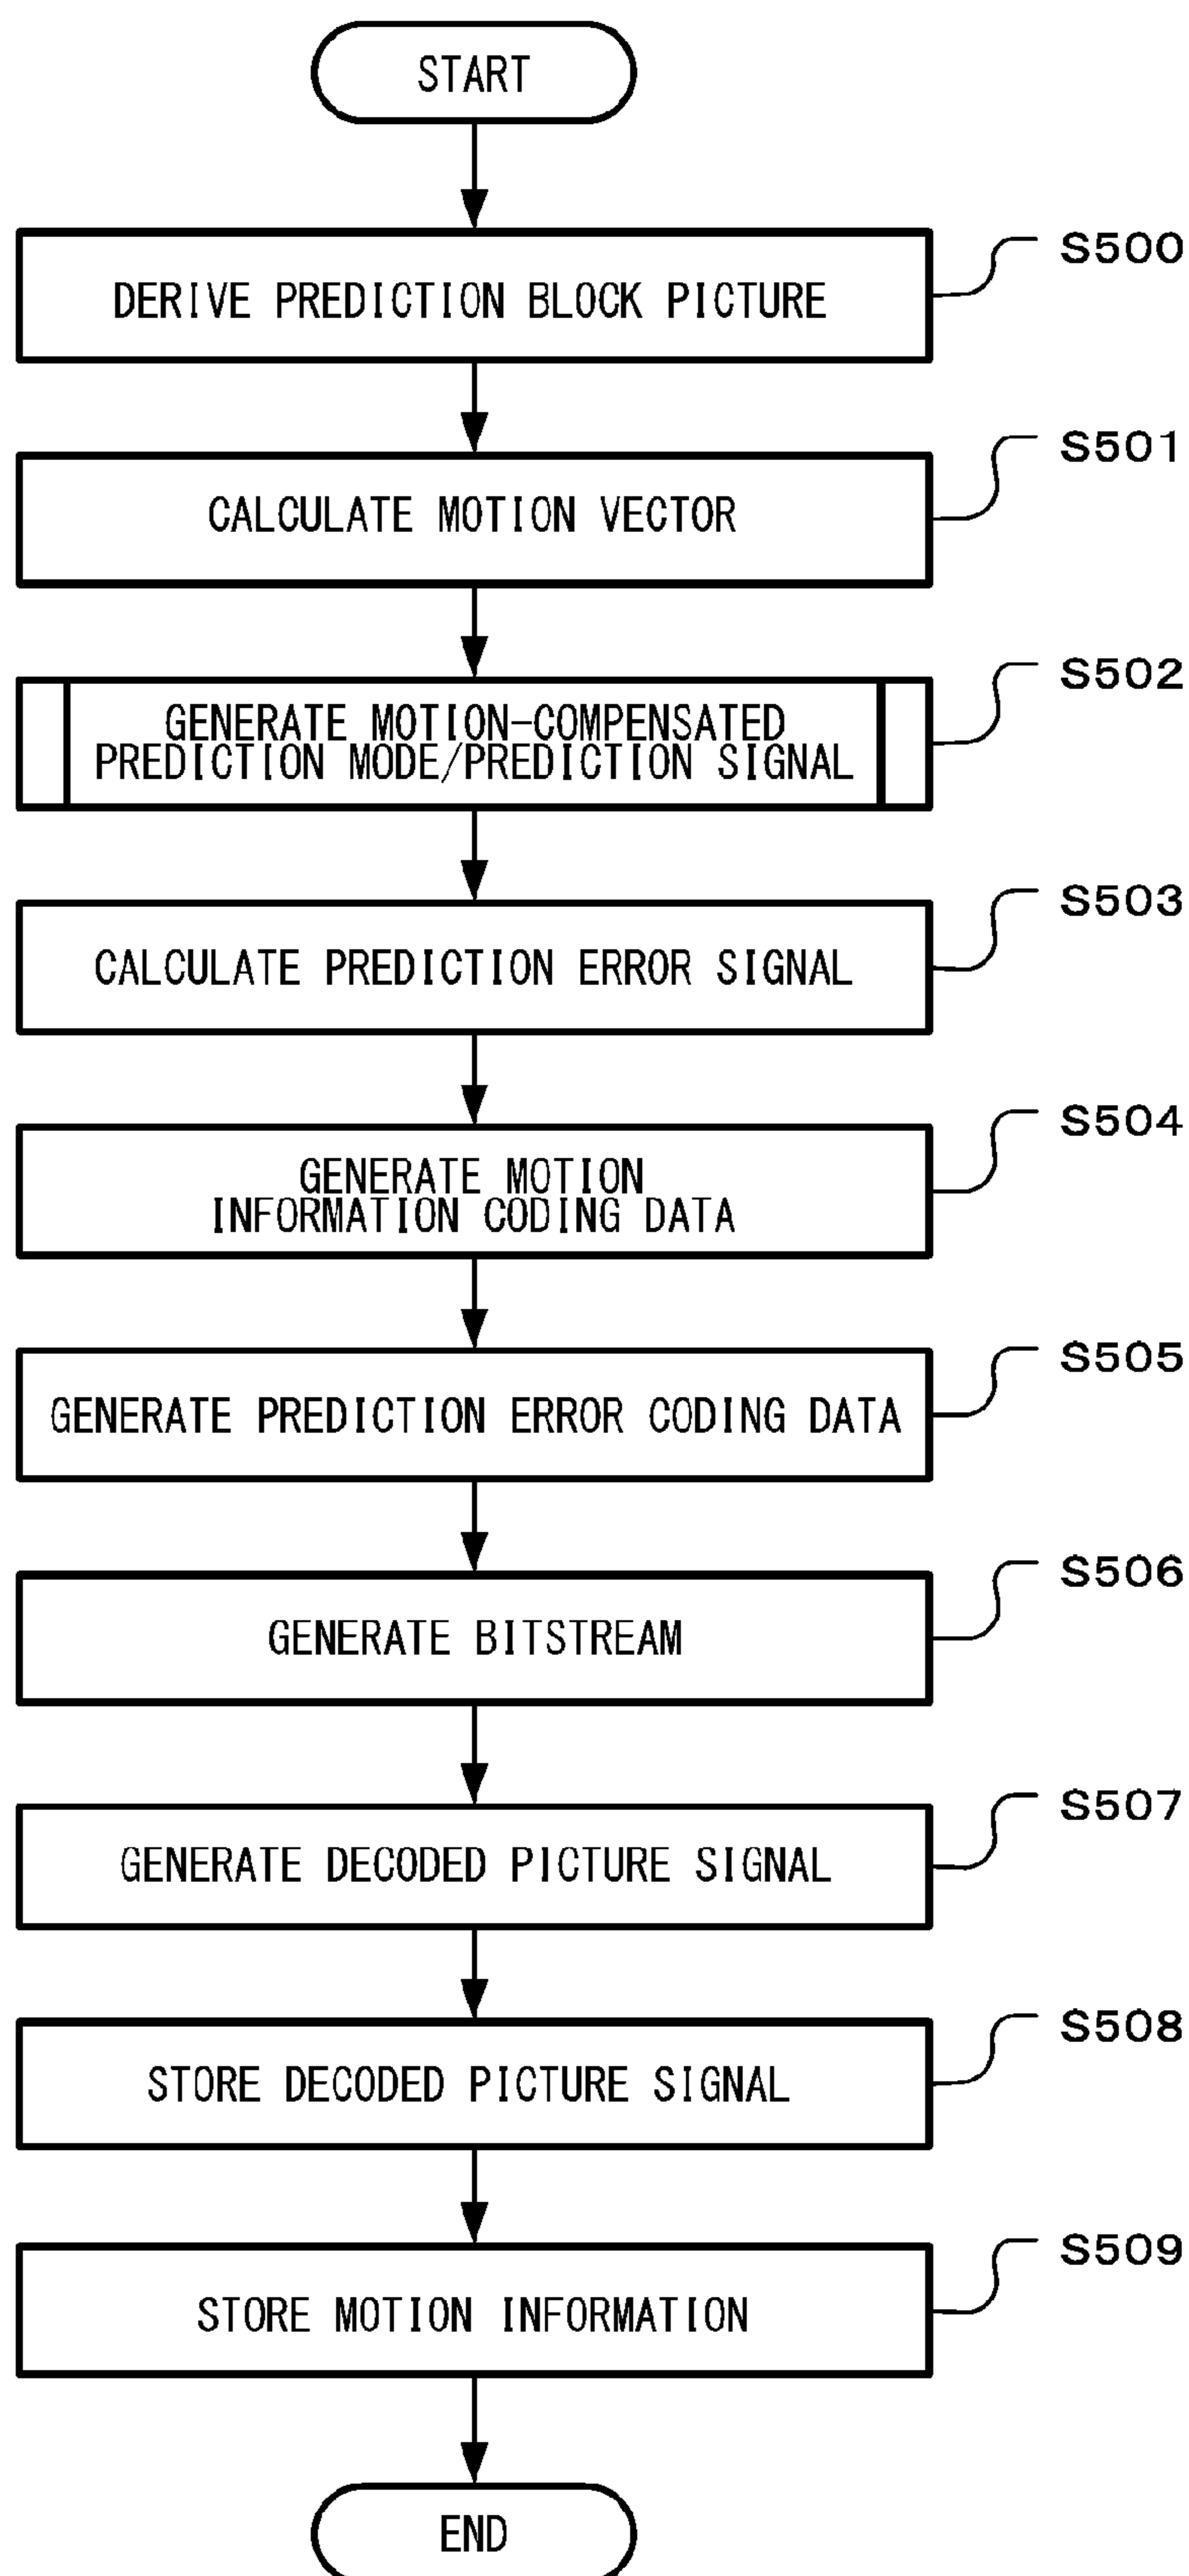 START
DERIVE PREDICTION BLOCK PICTURE
S500
CALCULATE MOTION VECTOR
S501
GENERATE MOTION-COMPENSATED
PREDICTION MODE/PREDICTION SIGNAL
S502
CALCULATE PREDICTION ERROR SIGNAL
S503
GENERATE MOTION
INFORMATION CODING DATA
S504
GENERATE PREDICTION ERROR CODING DATA
S505
GENERATE BITSTREAM
S506
GENERATE DECODED PICTURE SIGNAL
S507
STORE DECODED PICTURE SIGNAL
S508
STORE MOTION INFORMATION
S509
END